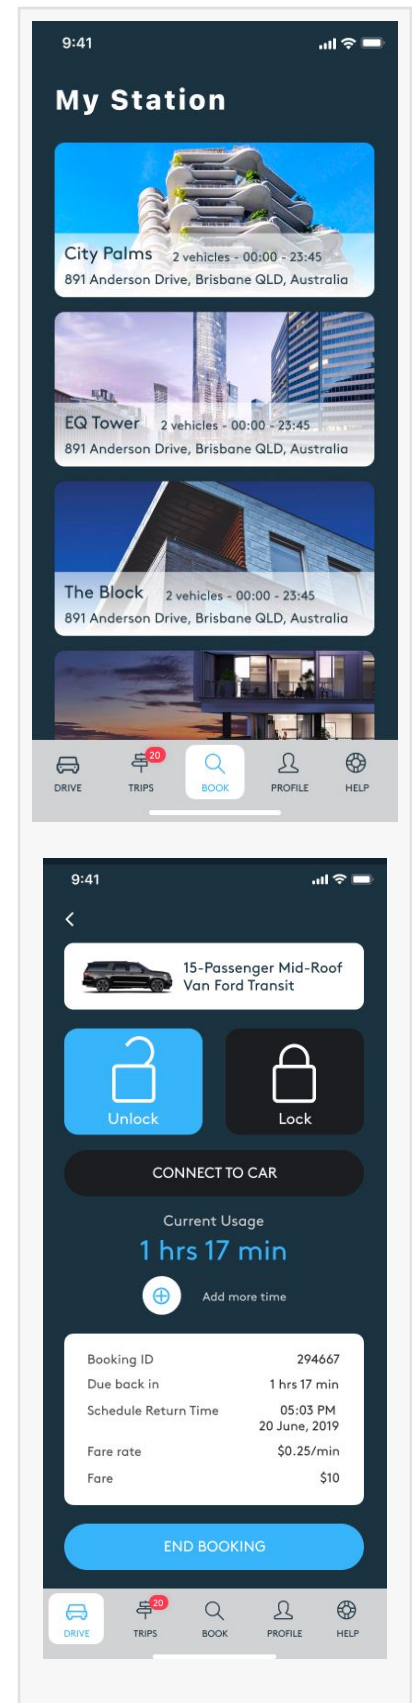 9:41
My Station
City Palms 2 vehicles - 00:00 - 23:45
891 Anderson Drive, Brisbane QLD, Australia
EQ Tower 2 vehicles - 00:00 - 23:45
891 Anderson Drive, Brisbane QLD, Australia
The Block 2 vehicles - 00:00 - 23:45
891 Anderson Drive, Brisbane QLD, Australia
20
DRIVE TRIPS BOOK PROFILE HELP
9:41
15-Passenger Mid-Roof
Van Ford Transit
Unlock Lock
CONNECT TO CAR
Current Usage
1 hrs 17 min
Add more time
Booking ID 294667
Due back in 1 hrs 17 min
Schedule Return Time 05:03 PM
20 June, 2019
Fare rate $0.25/min
Fare $10
END BOOKING
20
DRIVE TRIPS BOOK PROFILE HELP